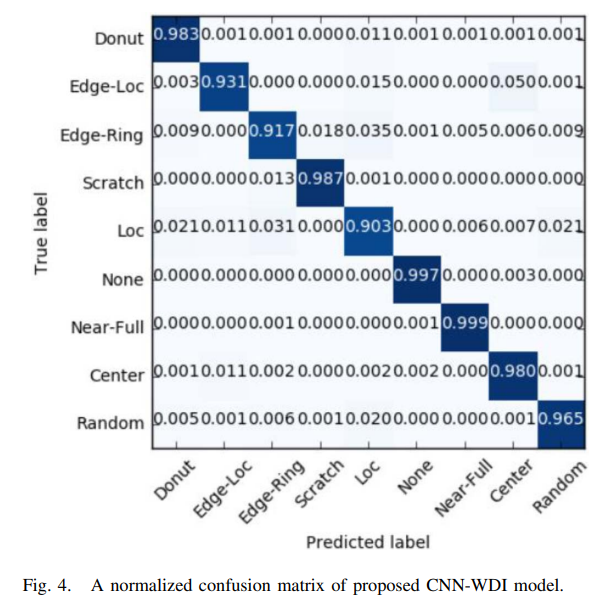 Donut 0.983 0.001 0.001 0.000 0.011 0.001 0.001 0.001 0.001
Edge-Loc 0.003 0.931 0.000 0.000 0.015 0.000 0.000 0.050 0.001
Edge-Ring 0.009 0.000 0.917 0.018 0.035 0.001 0.005 0.006 0.009
Scratch 0.000 0.000 0.013 0.987 0.001 0.000 0.000 0.000 0.000
Loc 0.021 0.011 0.031 0.000 0.903 0.000 0.006 0.007 0.021
None 0.000 0.000 0.000 0.000 0.000 0.997 0.000 0.003 0.000
Near-Full 0.000 0.000 0.001 0.000 0.000 0.001 0.999 0.000 0.000
Center 0.001 0.011 0.002 0.000 0.002 0.002 0.000 0.980 0.001
Random 0.005 0.001 0.006 0.001 0.020 0.000 0.000 0.001 0.965
True label
Donut Edge-Loc Edge-Ring Scratch Loc None Near-Full Center Random
Predicted label
Fig. 4. A normalized confusion matrix of proposed CNN-WDI model.